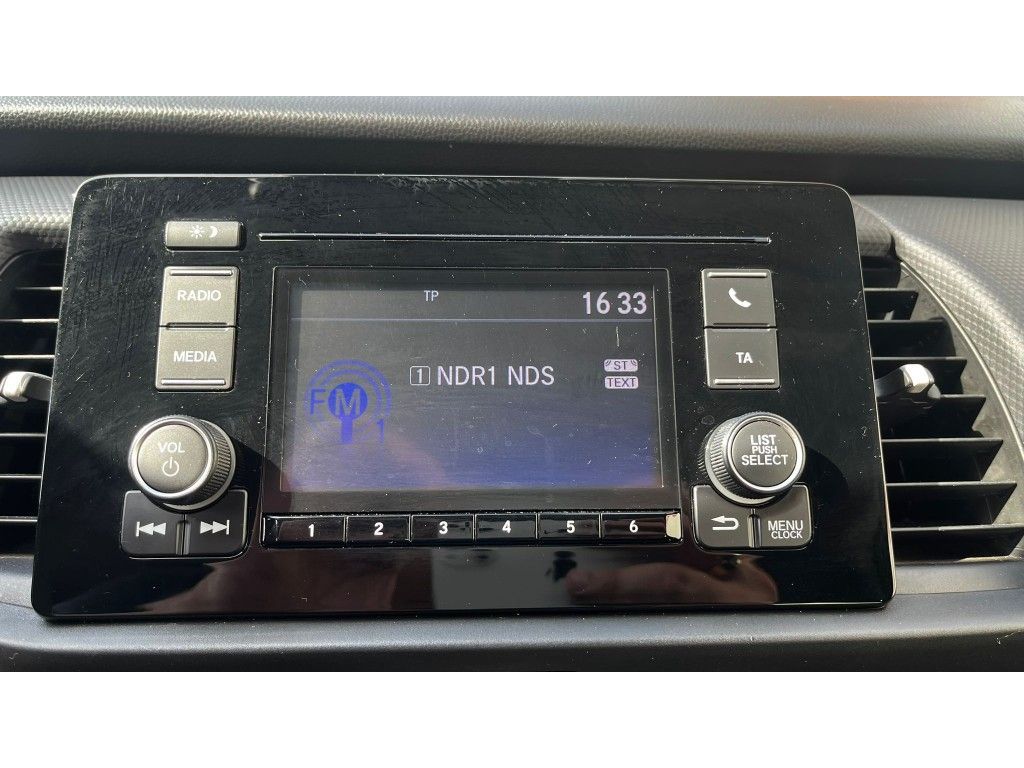 TP
16 33
RADIO
MEDIA
TA
1 NDR1 NDS
ST
TEXT
FM
1
VOL
LIST
PUSH
SELECT
1 2 3 4 5 6
MENU
CLOCK